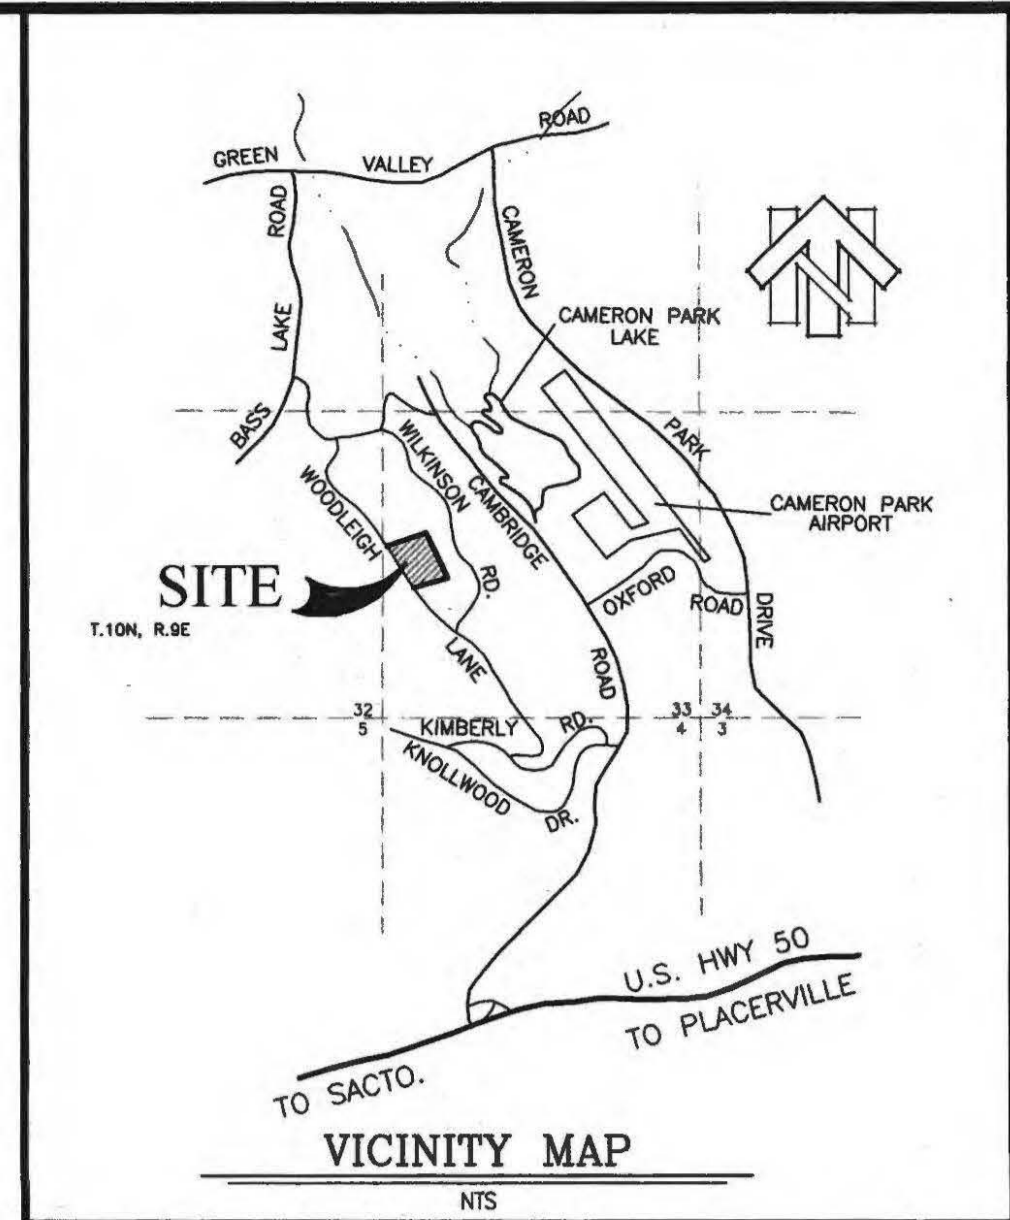 GREEN VALLEY ROAD
BASS LAKE ROAD
CAMERON PARK DRIVE
CAMERON PARK
LAKE
WILKINSON RD.
CAMBRIDGE ROAD
WOODLEIGH LANE
CAMERON PARK
AIRPORT
SITE
T.10N, R.9E
OXFORD ROAD
32
5
33 34
4 3
KIMBERLY RD.
KNOLLWOOD DR.
U.S. HWY 50
TO PLACERVILLE
TO SACTO.
VICINITY MAP
NTS
N